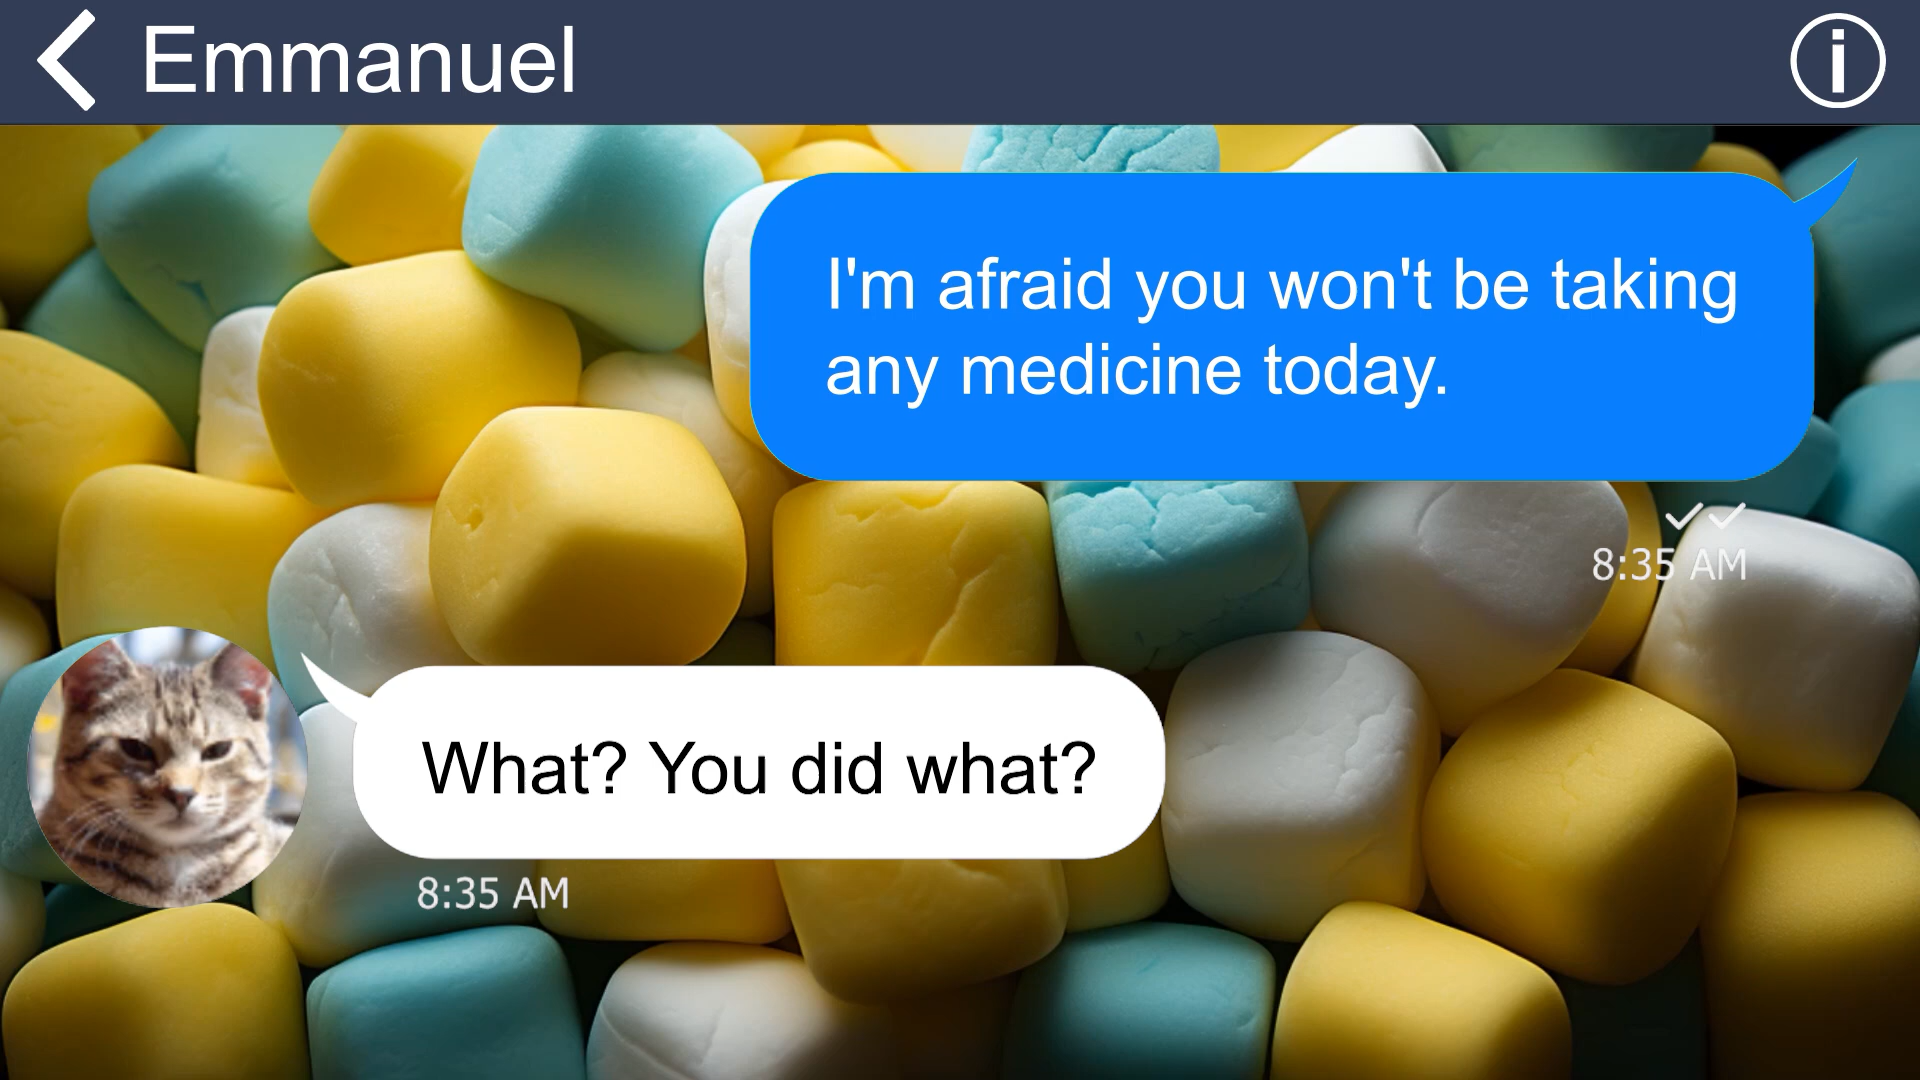 Emmanuel
I'm afraid you won't be taking
any medicine today.
8:35 AM
What? You did what?
8:35 AM